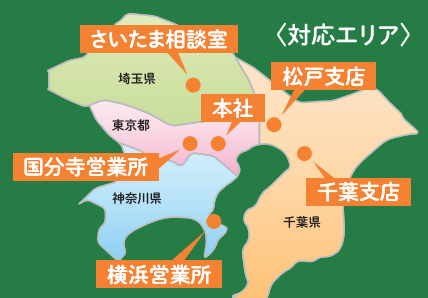 〈対応エリア〉
さいたま相談室
埼玉県
松戸支店
本社
東京都
国分寺営業所
神奈川県
千葉支店
千葉県
横浜営業所